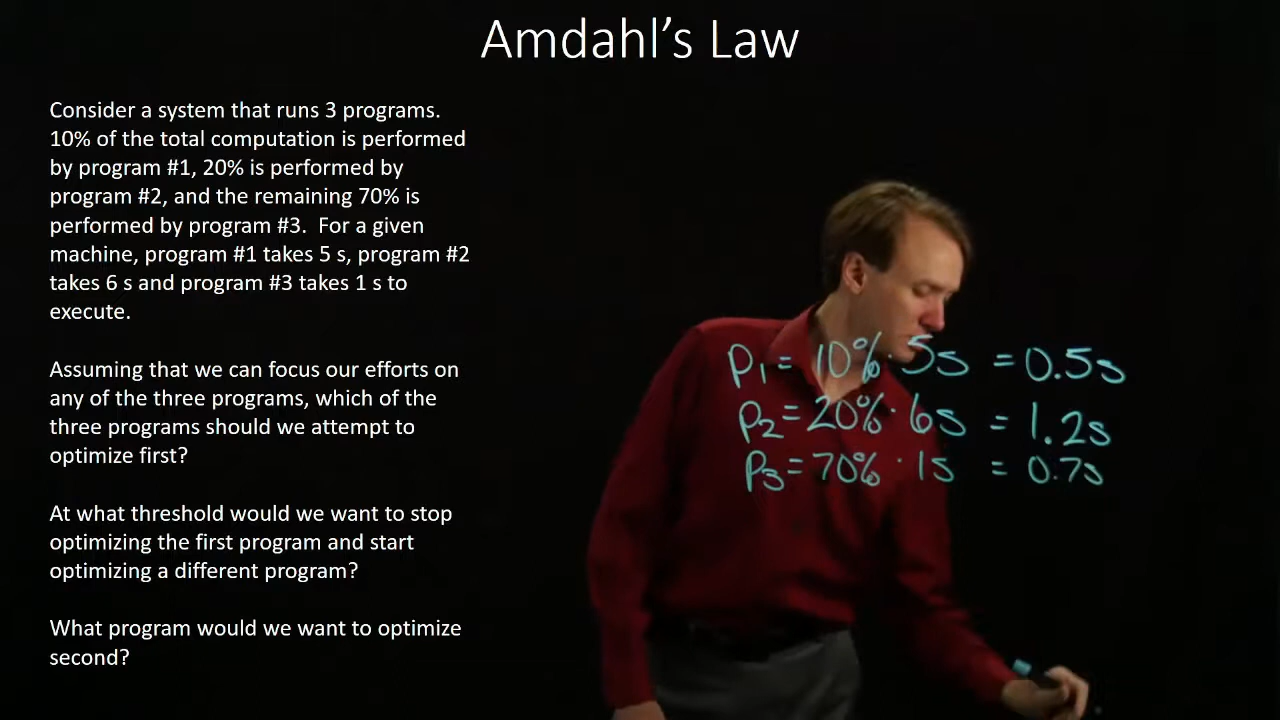 Amdahl's Law
Consider a system that runs 3 programs.
10% of the total computation is performed
by program #1, 20% is performed by
program #2, and the remaining 70% is
performed by program #3.  For a given
machine, program #1 takes 5 s, program #2
takes 6 s and program #3 takes 1 s to
execute.
Assuming that we can focus our efforts on
any of the three programs, which of the
three programs should we attempt to
optimize first?
At what threshold would we want to stop
optimizing the first program and start
optimizing a different program?
What program would we want to optimize
second?
P₁ = 10% · 5s = 0.5s
P₂ = 20% · 6s = 1.2s
P₃ = 70% · 1s = 0.7s